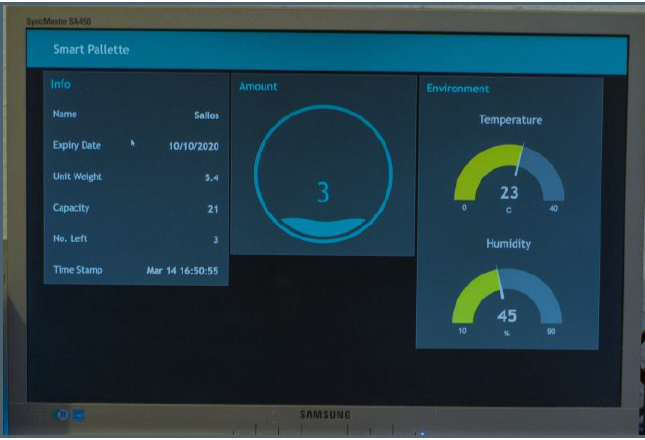 SyncMaster SA450
Smart Pallette
Info
Name Sallos
Expiry Date 10/10/2020
Unit Weight 5.4
Capacity 21
No. Left 3
Time Stamp Mar 14 16:50:55
Amount
3
Environment
Temperature
23
0 C 40
Humidity
45
10 % 90
SAMSUNG